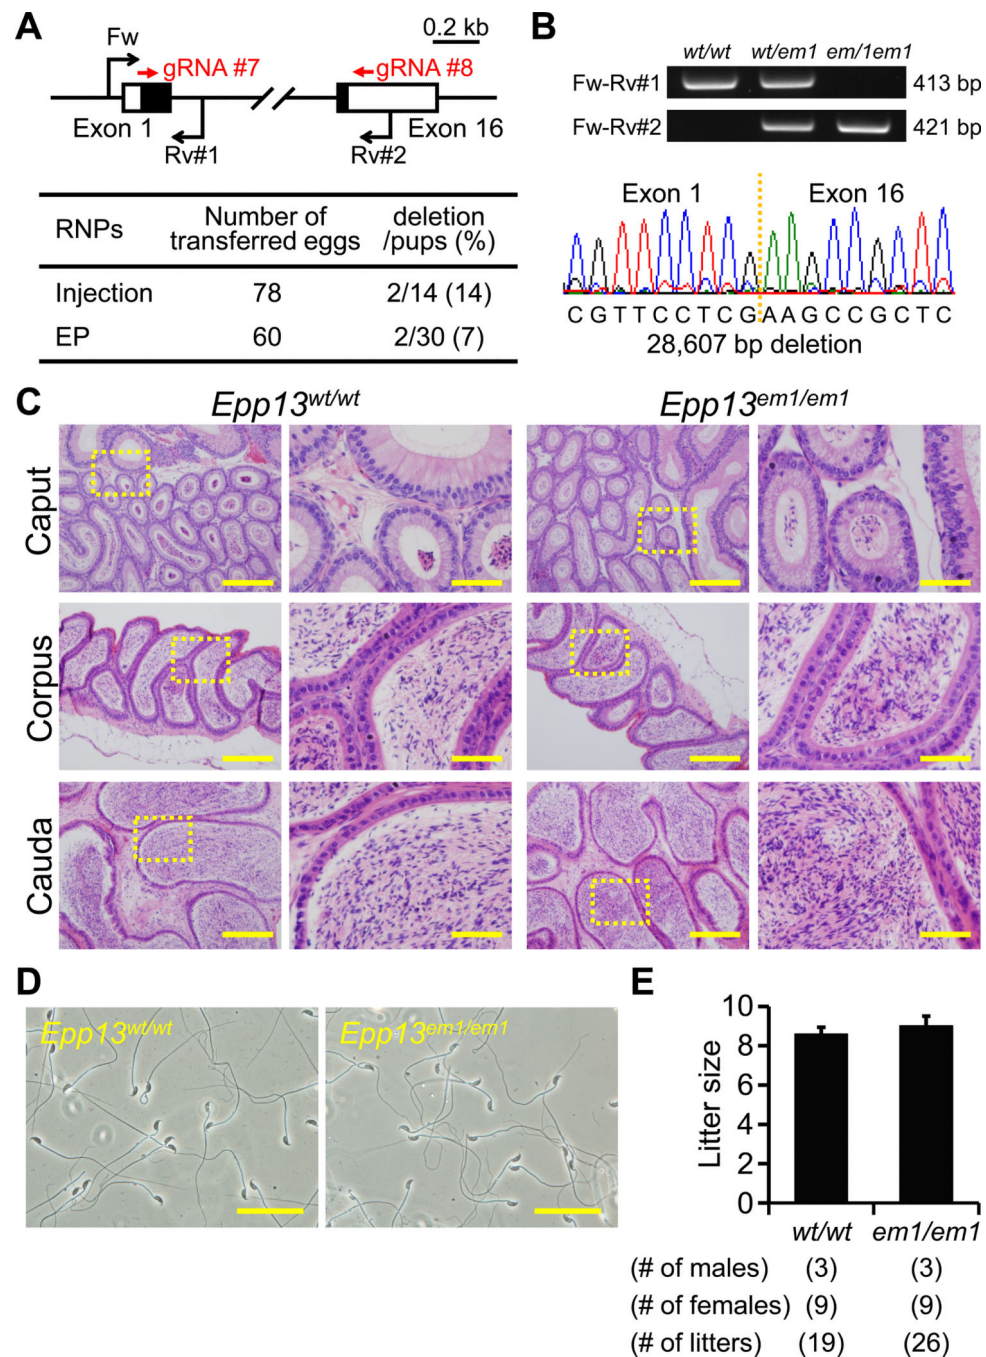 A
Fw
0.2 kb
gRNA #7
gRNA #8
Exon 1
Exon 16
Rv#1
Rv#2
RNPs
Number of transferred eggs
deletion /pups (%)
Injection 78 2/14 (14)
EP 60 2/30 (7)
B
wt/wt wt/em1 em/1em1
Fw-Rv#1 413 bp
Fw-Rv#2 421 bp
Exon 1 Exon 16
C G T T C C T C G A A G C C G C T C
28,607 bp deletion
C
Epp13wt/wt Epp13em1/em1
Caput
Corpus
Cauda
D
Epp13wt/wt
Epp13em1/em1
E
Litter size
10
8
6
4
2
0
wt/wt em1/em1
(# of males) (3) (3)
(# of females) (9) (9)
(# of litters) (19) (26)